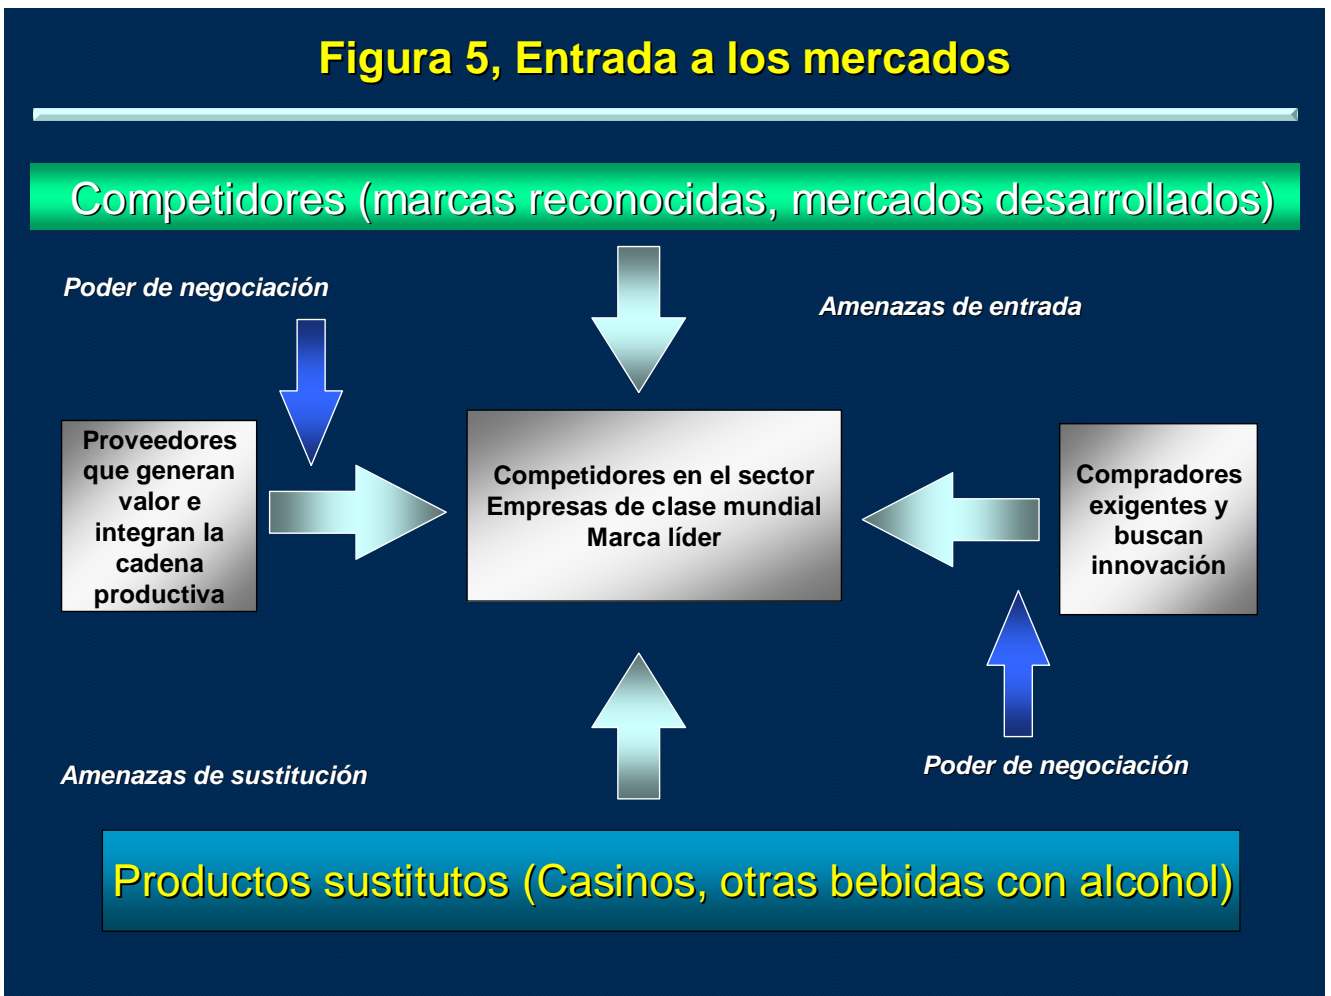 Figura 5, Entrada a los mercados
Competidores (marcas reconocidas, mercados desarrollados)
Poder de negociación
Amenazas de entrada
Proveedores
que generan
valor e
integran la
cadena
productiva
Competidores en el sector
Empresas de clase mundial
Marca líder
Compradores
exigentes y
buscan
innovación
Amenazas de sustitución
Poder de negociación
Productos sustitutos (Casinos, otras bebidas con alcohol)